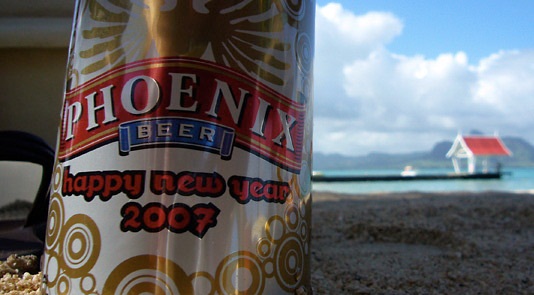 PHOENIX
BEER
happy new year
2007